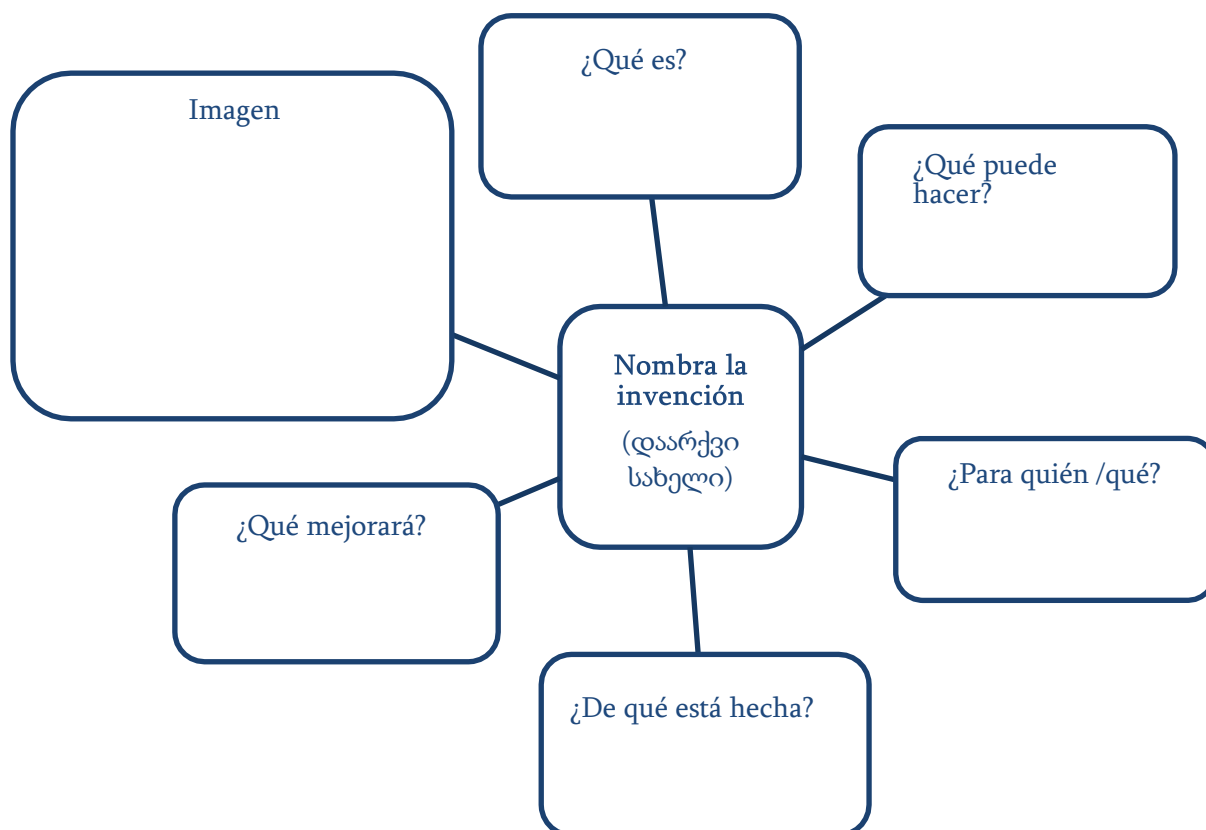 ¿Qué es?
Imagen
¿Qué puede
hacer?
Nombra la
invención
(დაარქვი
სახელი)
¿Para quién /qué?
¿Qué mejorará?
¿De qué está hecha?